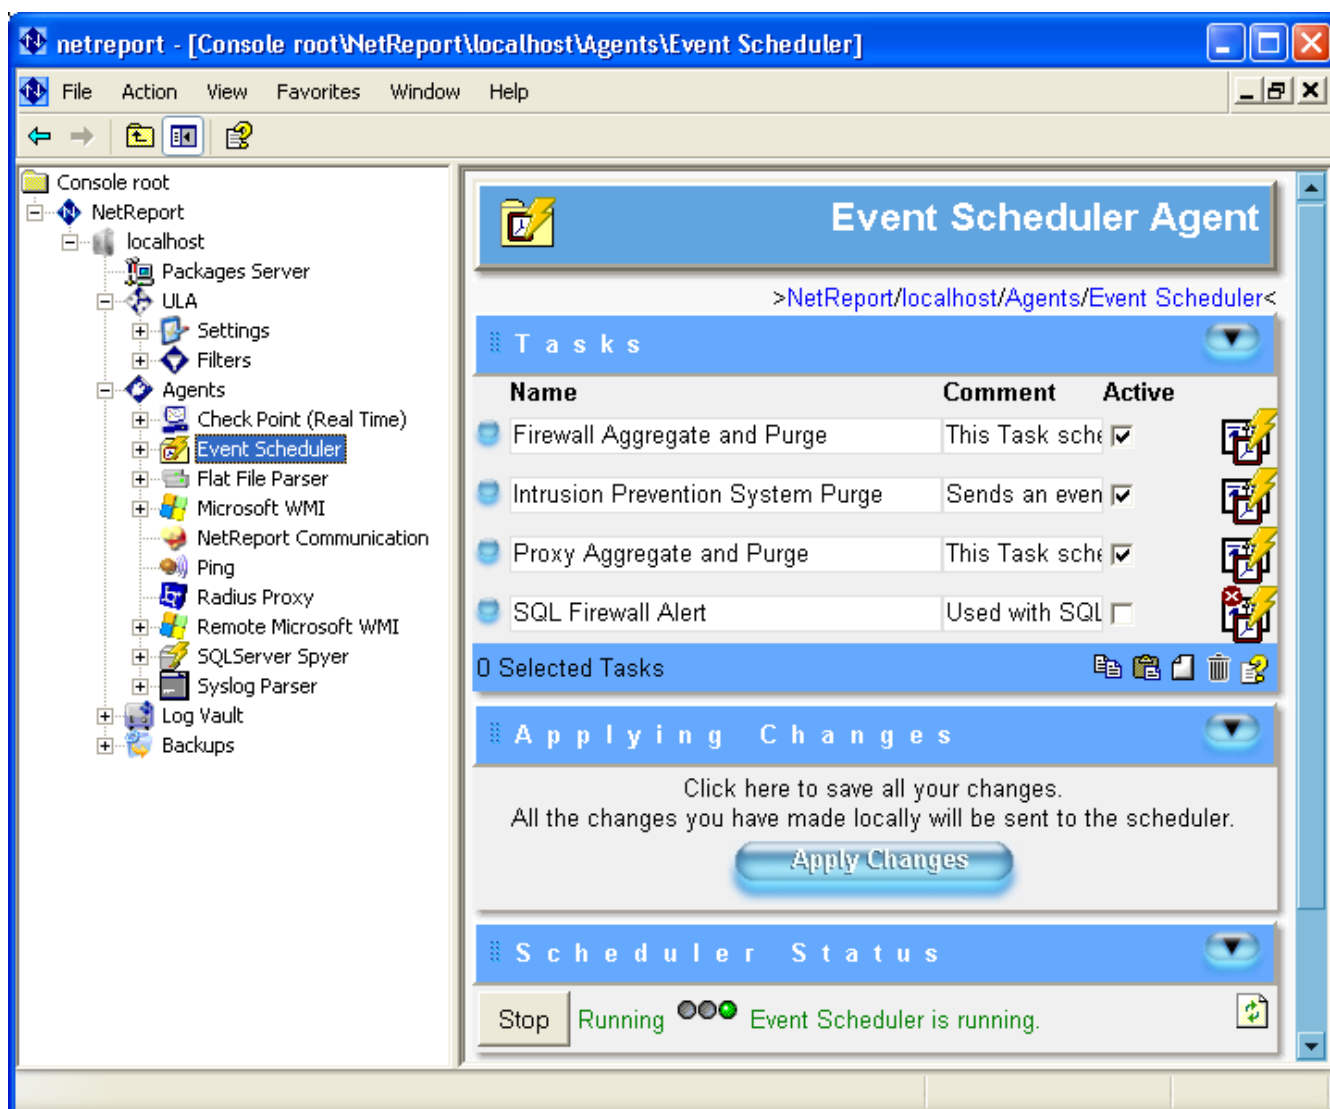 netreport - [Console root\NetReport\localhost\Agents\Event Scheduler]
File Action View Favorites Window Help
Console root
NetReport
localhost
Packages Server
ULA
Settings
Filters
Agents
Check Point (Real Time)
Event Scheduler
Flat File Parser
Microsoft WMI
NetReport Communication
Ping
Radius Proxy
Remote Microsoft WMI
SQLServer Spyer
Syslog Parser
Log Vault
Backups
Event Scheduler Agent
>NetReport/localhost/Agents/Event Scheduler<
Tasks
Name Comment Active
Firewall Aggregate and Purge This Task sche
Intrusion Prevention System Purge Sends an even
Proxy Aggregate and Purge This Task sche
SQL Firewall Alert Used with SQL
0 Selected Tasks
Applying Changes
Click here to save all your changes.
All the changes you have made locally will be sent to the scheduler.
Apply Changes
Scheduler Status
Stop Running Event Scheduler is running.